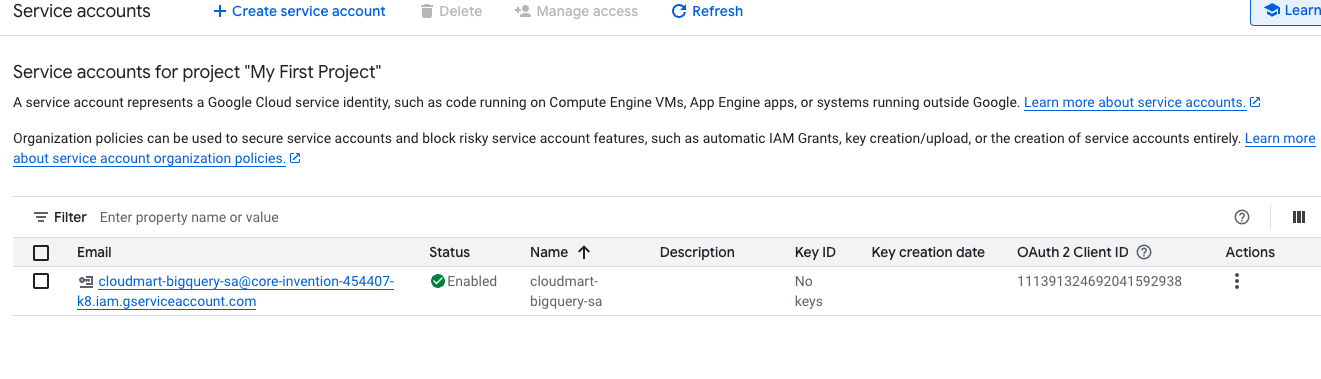 Service accounts
Create service account
Delete
Manage access
Refresh
Learn
Service accounts for project "My First Project"
A service account represents a Google Cloud service identity, such as code running on Compute Engine VMs, App Engine apps, or systems running outside Google. Learn more about service accounts.
Organization policies can be used to secure service accounts and block risky service account features, such as automatic IAM Grants, key creation/upload, or the creation of service accounts entirely. Learn more
about service account organization policies.
Filter Enter property name or value
Email Status Name Description Key ID Key creation date OAuth 2 Client ID Actions
cloudmart-bigquery-sa@core-invention-454407- Enabled cloudmart- No 111391324692041592938
k8.iam.gserviceaccount.com bigquery-sa keys